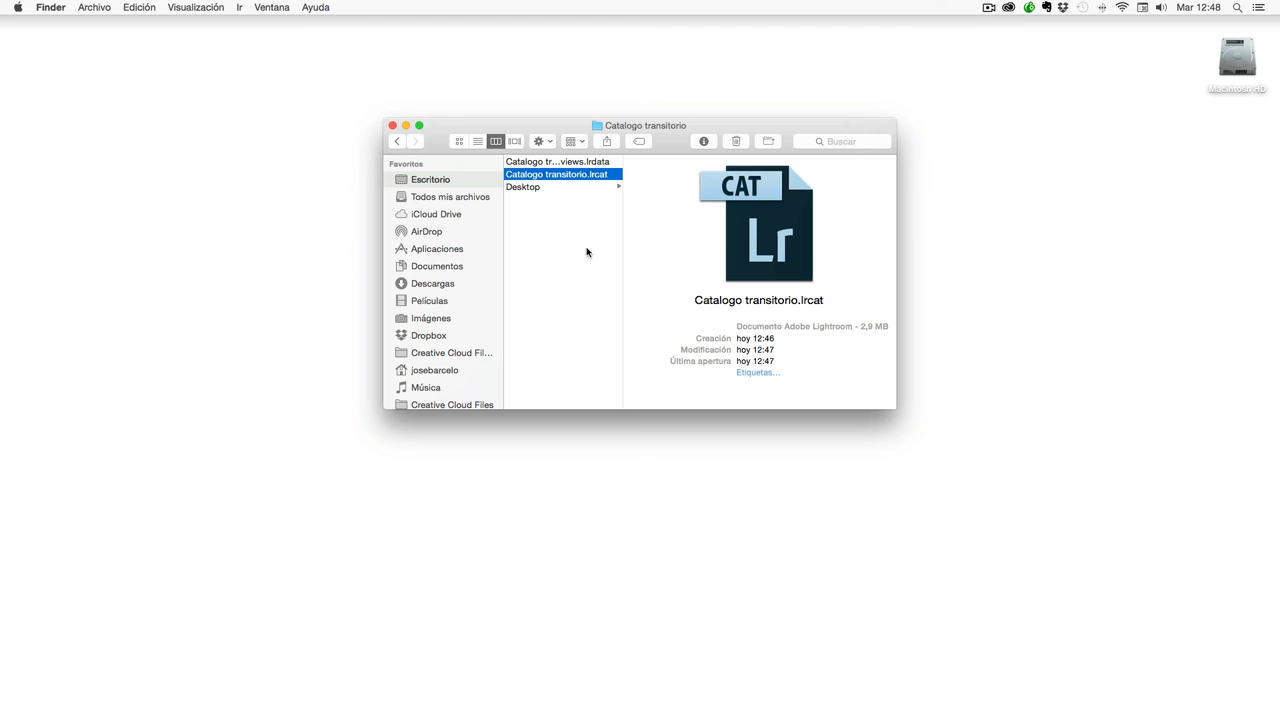 Finder Archivo Edición Visualización Ir Ventana Ayuda Mar 12:48
Macintosh HD
Catalogo transitorio
Buscar
Favoritos
Escritorio
Todos mis archivos
iCloud Drive
AirDrop
Aplicaciones
Documentos
Descargas
Películas
Imágenes
Dropbox
Creative Cloud Fil...
josebarcelo
Música
Creative Cloud Files
Catalogo tr...views.lrdata
Catalogo transitorio.lrcat
Desktop
CAT
Lr
Catalogo transitorio.lrcat
Documento Adobe Lightroom - 2,9 MB
Creación hoy 12:46
Modificación hoy 12:47
Última apertura hoy 12:47
Etiquetas...